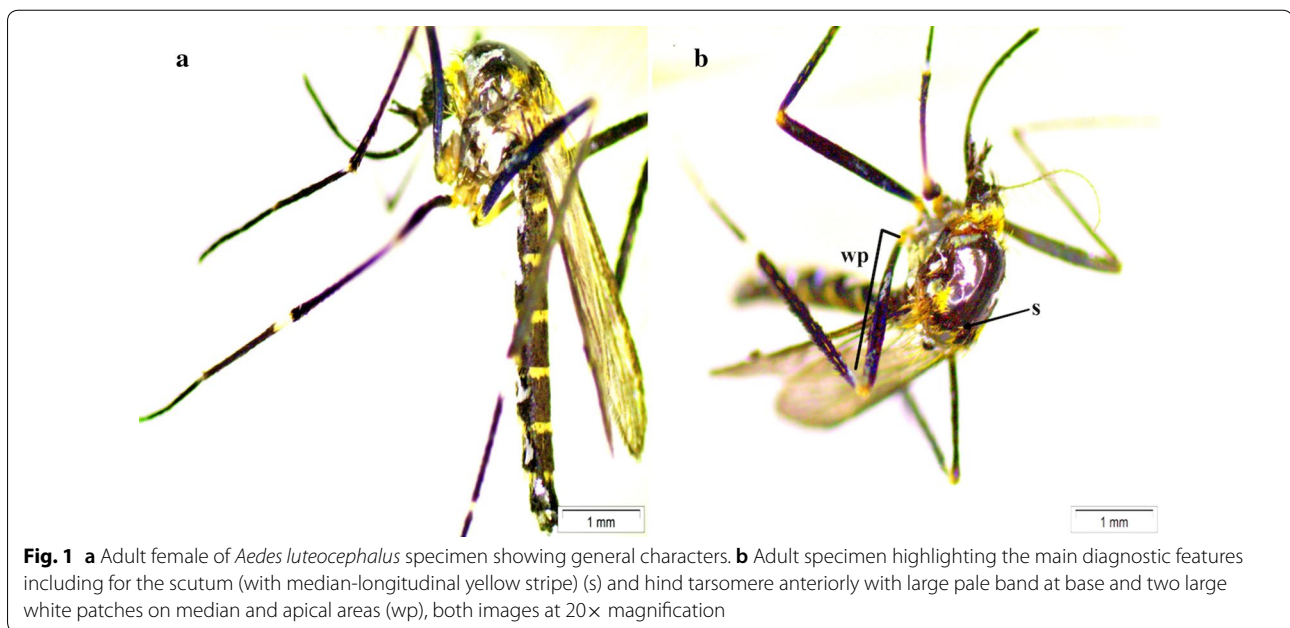 a
b
wp
s
1 mm
1 mm
Fig. 1 a Adult female of Aedes luteocephalus specimen showing general characters. b Adult specimen highlighting the main diagnostic features
including for the scutum (with median-longitudinal yellow stripe) (s) and hind tarsomere anteriorly with large pale band at base and two large
white patches on median and apical areas (wp), both images at 20× magnification